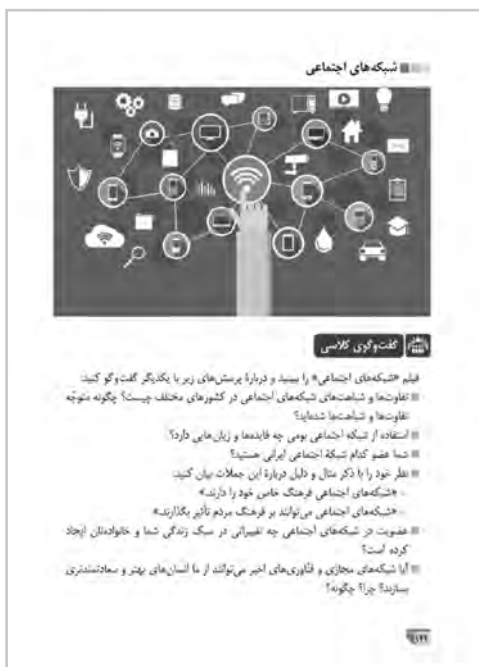 شبکه‌های اجتماعی
گفت‌وگوی کلاسی
فیلم «شبکه‌های اجتماعی» را ببینید و دربارهٔ پرسش‌های زیر با یکدیگر گفت‌وگو کنید:
تفاوت‌ها و شباهت‌های شبکه‌های اجتماعی در کشورهای مختلف چیست؟ چگونه متوجّه
تفاوت‌ها و شباهت‌ها شده‌اید؟
استفاده از شبکه اجتماعی بومی چه فایده‌ها و زیان‌هایی دارد؟
شما عضو کدام شبکهٔ اجتماعی ایرانی هستید؟
نظر خود را با ذکر مثال و دلیل دربارهٔ این جملات بیان کنید:
- «شبکه‌های اجتماعی فرهنگ خاص خود را دارند.»
- «شبکه‌های اجتماعی می‌توانند بر فرهنگ مردم تأثیر بگذارند.»
عضویت در شبکه‌های اجتماعی چه تغییراتی در سبک زندگی شما و خانواده‌تان ایجاد
کرده است؟
آیا شبکه‌های مجازی و فنّاوری‌های اخیر می‌توانند از ما انسان‌های بهتر و سعادتمندتری
بسازند؟ چرا؟ چگونه؟